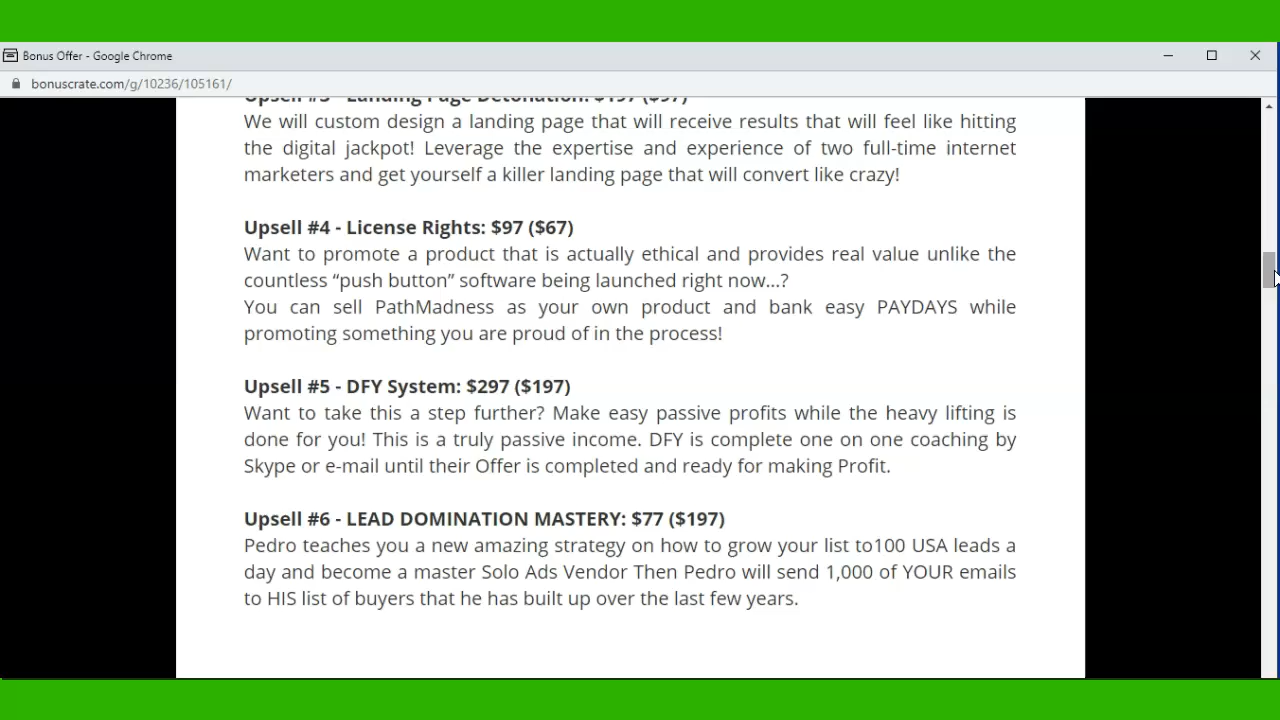 Bonus Offer - Google Chrome
bonuscrate.com/g/10236/105161/
Upsell #3 - Landing Page Detonation: $197 ($97)
We will custom design a landing page that will receive results that will feel like hitting
the digital jackpot! Leverage the expertise and experience of two full-time internet
marketers and get yourself a killer landing page that will convert like crazy!
Upsell #4 - License Rights: $97 ($67)
Want to promote a product that is actually ethical and provides real value unlike the
countless “push button” software being launched right now...?
You can sell PathMadness as your own product and bank easy PAYDAYS while
promoting something you are proud of in the process!
Upsell #5 - DFY System: $297 ($197)
Want to take this a step further? Make easy passive profits while the heavy lifting is
done for you! This is a truly passive income. DFY is complete one on one coaching by
Skype or e-mail until their Offer is completed and ready for making Profit.
Upsell #6 - LEAD DOMINATION MASTERY: $77 ($197)
Pedro teaches you a new amazing strategy on how to grow your list to100 USA leads a
day and become a master Solo Ads Vendor Then Pedro will send 1,000 of YOUR emails
to HIS list of buyers that he has built up over the last few years.